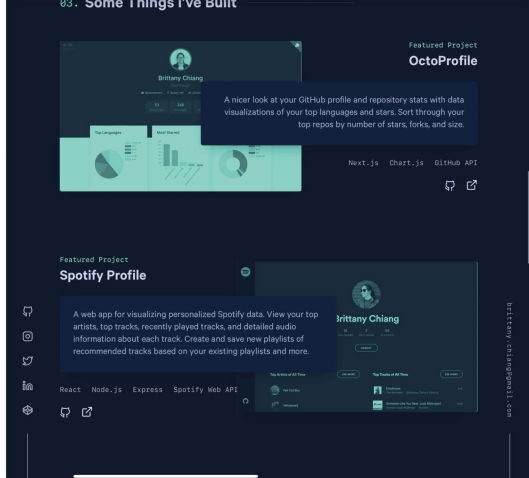 03. Some Things I've Built
Featured Project
OctoProfile
Brittany Chiang
Top Languages
Most Starred
A nicer look at your GitHub profile and repository stats with data
visualizations of your top languages and stars. Sort through your
top repos by number of stars, forks, and size.
Next.js Chart.js GitHub API
Featured Project
Spotify Profile
A web app for visualizing personalized Spotify data. View your top
artists, top tracks, recently played tracks, and detailed audio
information about each track. Create and save new playlists of
recommended tracks based on your existing playlists and more.
React Node.js Express Spotify Web API
Brittany Chiang
Top Artists of All Time
Top Tracks of All Time
brittany.chiang@gmail.com